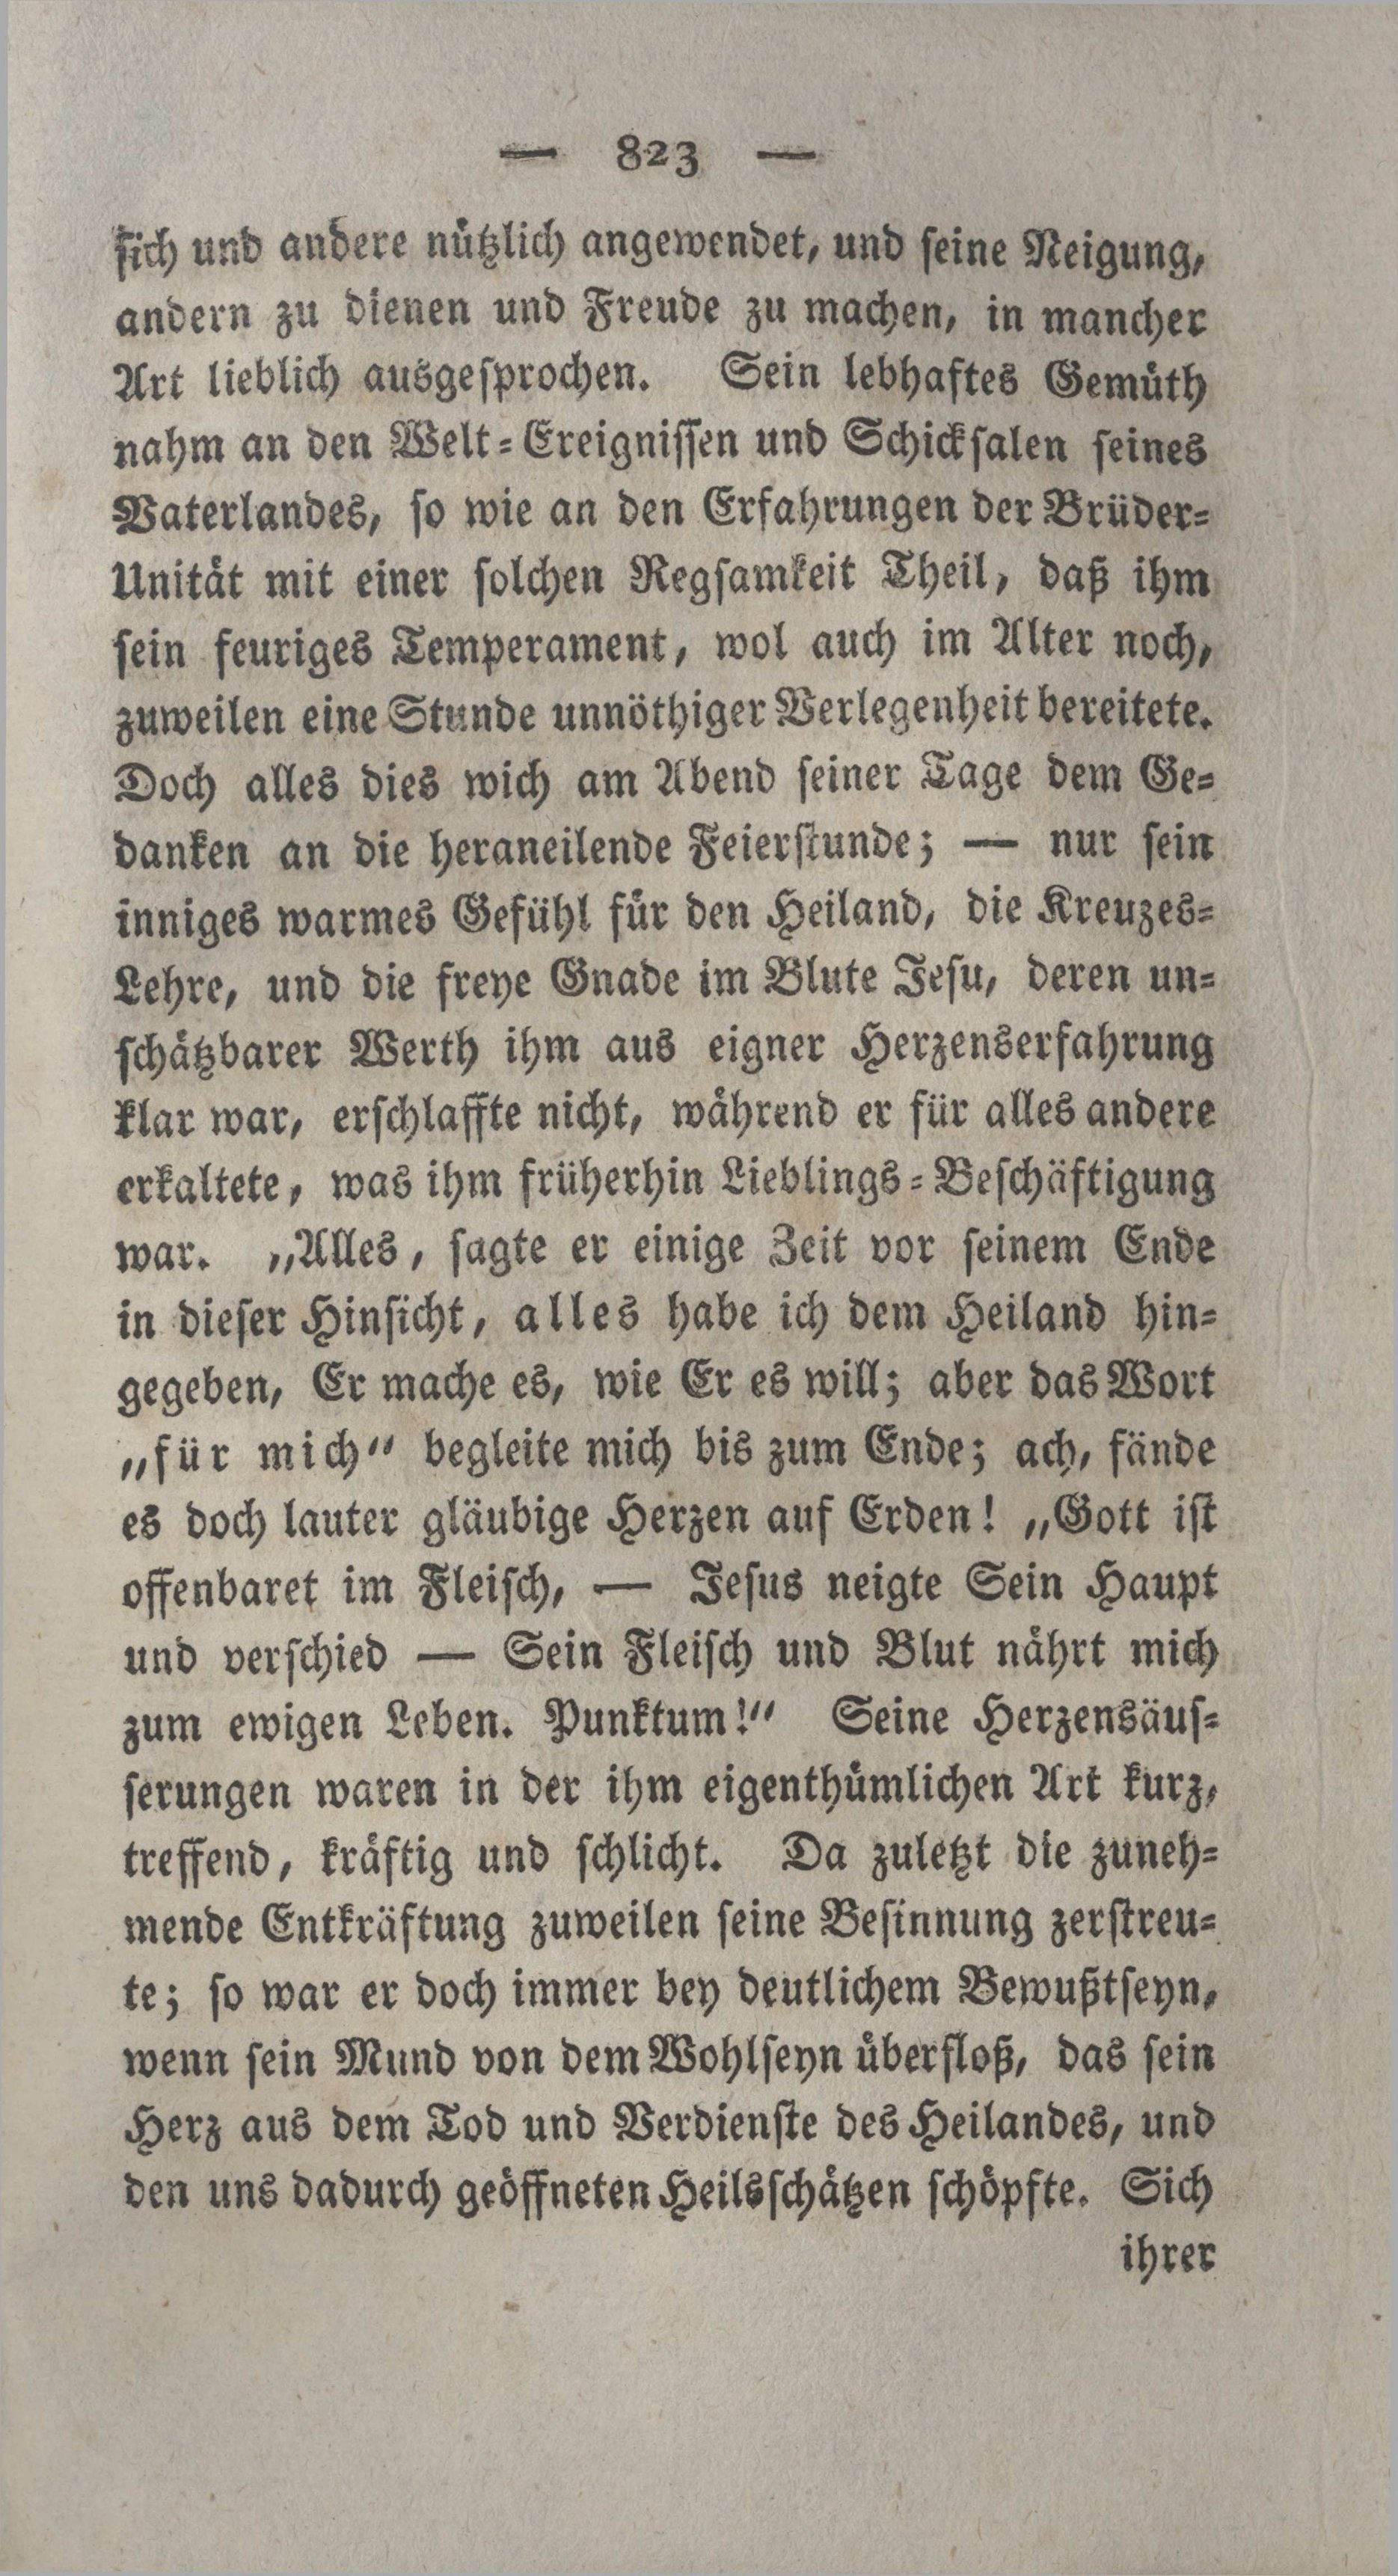 — 823 —
sich und andere nützlich angewendet, und seine Neigung,
andern zu dienen und Freude zu machen, in mancher
Art lieblich ausgesprochen. Sein lebhaftes Gemüth
nahm an den Welt-Ereignissen und Schicksalen seines
Vaterlandes, so wie an den Erfahrungen der Brüder-
Unität mit einer solchen Regsamkeit Theil, daß ihm
sein feuriges Temperament, wol auch im Alter noch,
zuweilen eine Stunde unnöthiger Verlegenheit bereitete.
Doch alles dies wich am Abend seiner Tage dem Ge-
danken an die heraneilende Feierstunde; — nur sein
inniges warmes Gefühl für den Heiland, die Kreuzes-
Lehre, und die freye Gnade im Blute Jesu, deren un-
schätzbarer Werth ihm aus eigner Herzenserfahrung
klar war, erschlaffte nicht, während er für alles andere
erkaltete, was ihm früherhin Lieblings-Beschäftigung
war. „Alles, sagte er einige Zeit vor seinem Ende
in dieser Hinsicht, alles habe ich dem Heiland hin-
gegeben, Er mache es, wie Er es will; aber das Wort
„für mich“ begleite mich bis zum Ende; ach, fände
es doch lauter gläubige Herzen auf Erden! „Gott ist
offenbaret im Fleisch, — Jesus neigte Sein Haupt
und verschied — Sein Fleisch und Blut nährt mich
zum ewigen Leben. Punktum!“ Seine Herzensäus-
serungen waren in der ihm eigenthümlichen Art kurz,
treffend, kräftig und schlicht. Da zuletzt die zuneh-
mende Entkräftung zuweilen seine Besinnung zerstreu-
te; so war er doch immer bey deutlichem Bewußtseyn,
wenn sein Mund von dem Wohlseyn überfloß, das sein
Herz aus dem Tod und Verdienste des Heilandes, und
den uns dadurch geöffneten Heilsschätzen schöpfte. Sich
ihrer